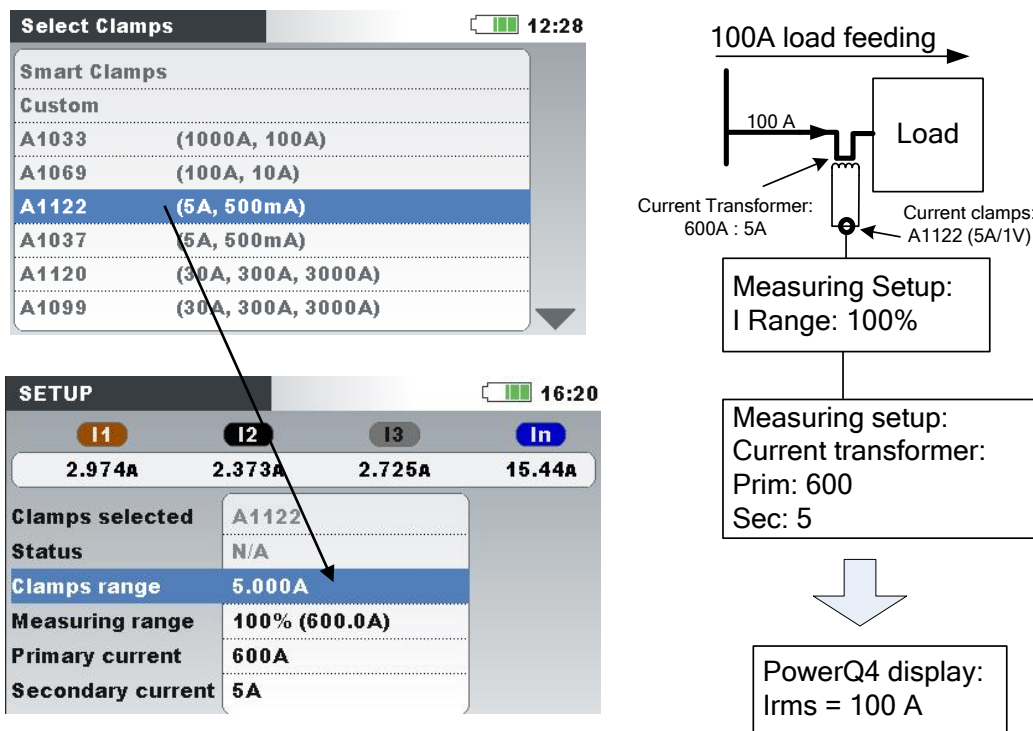 Select Clamps 12:28
Smart Clamps
Custom
A1033 (1000A, 100A)
A1069 (100A, 10A)
A1122 (5A, 500mA)
A1037 (5A, 500mA)
A1120 (30A, 300A, 3000A)
A1099 (30A, 300A, 3000A)
SETUP 16:20
I1 I2 I3 In
2.974A 2.373A 2.725A 15.44A
Clamps selected A1122
Status N/A
Clamps range 5.000A
Measuring range 100% (600.0A)
Primary current 600A
Secondary current 5A
100A load feeding
100 A
Load
Current Transformer:
600A : 5A
Current clamps:
A1122 (5A/1V)
Measuring Setup:
I Range: 100%
Measuring setup:
Current transformer:
Prim: 600
Sec: 5
PowerQ4 display:
Irms = 100 A